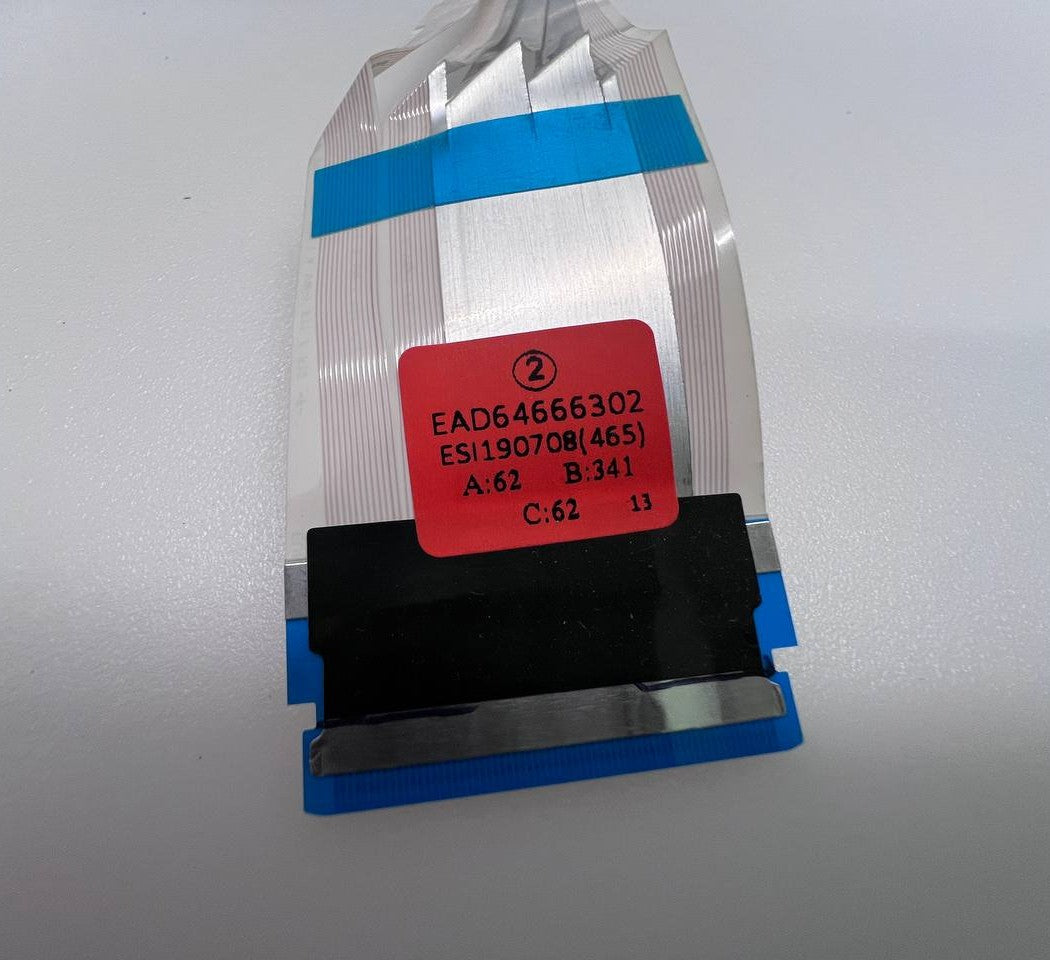 ②
EAD64666302
ESI190708(465)
A:62 B:341
C:62 13